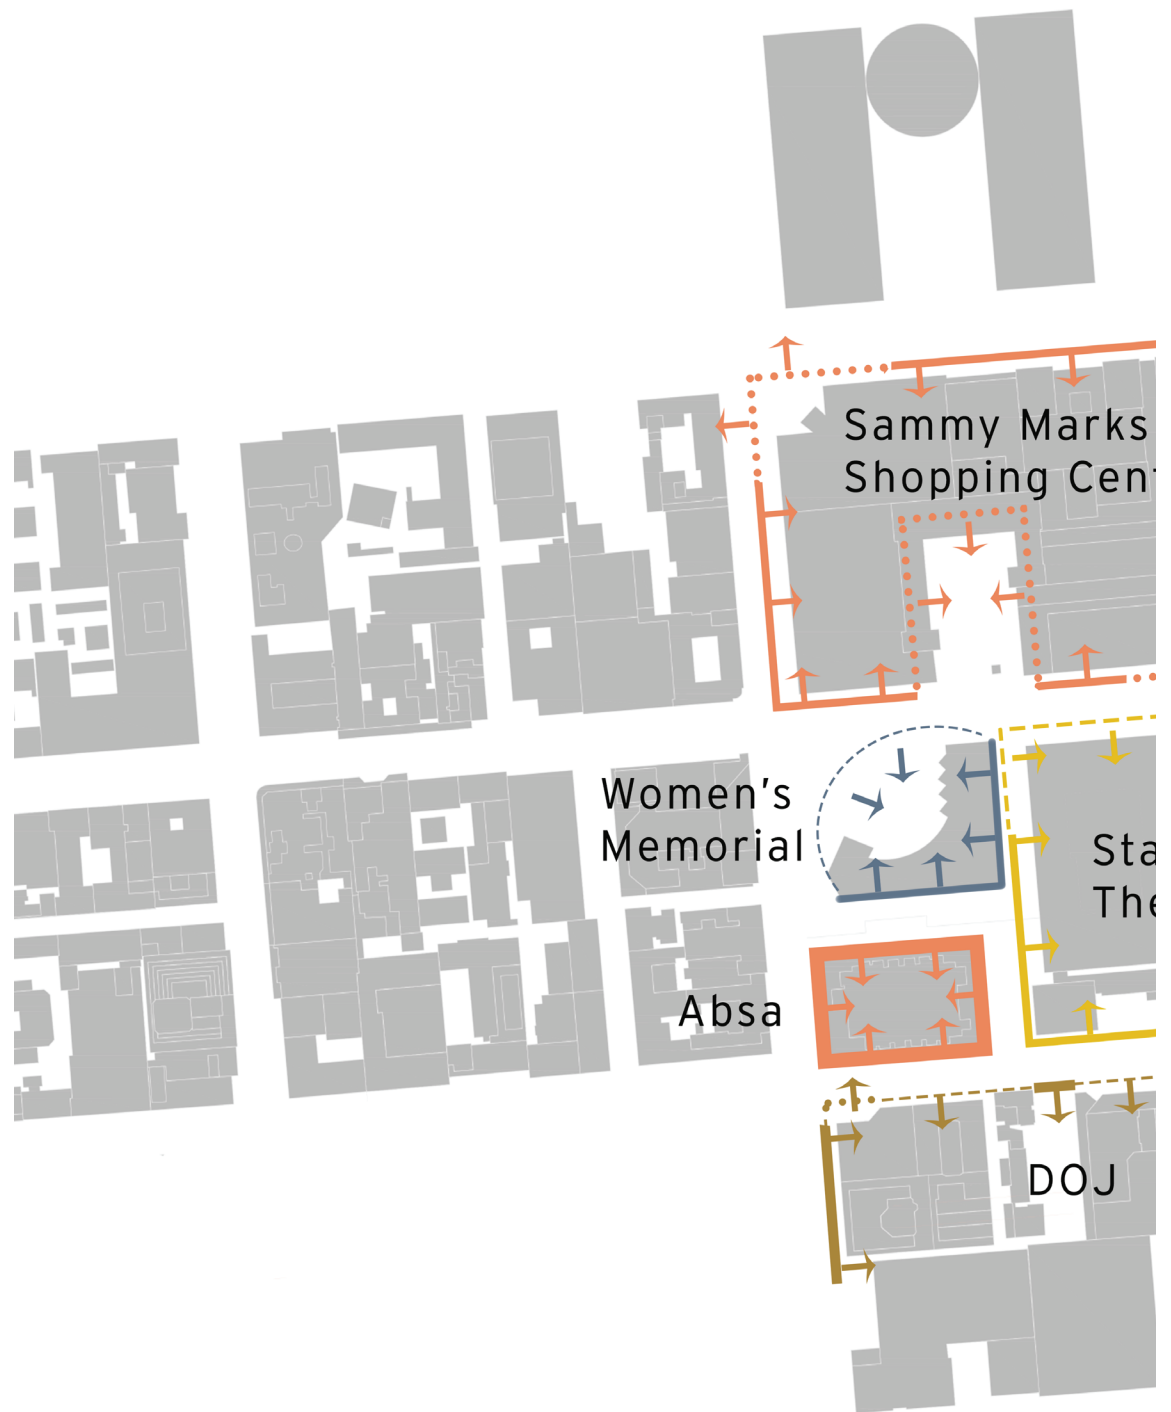 Sammy Marks
Shopping Cen
Women's
Memorial
Sta
The
Absa
DOJ